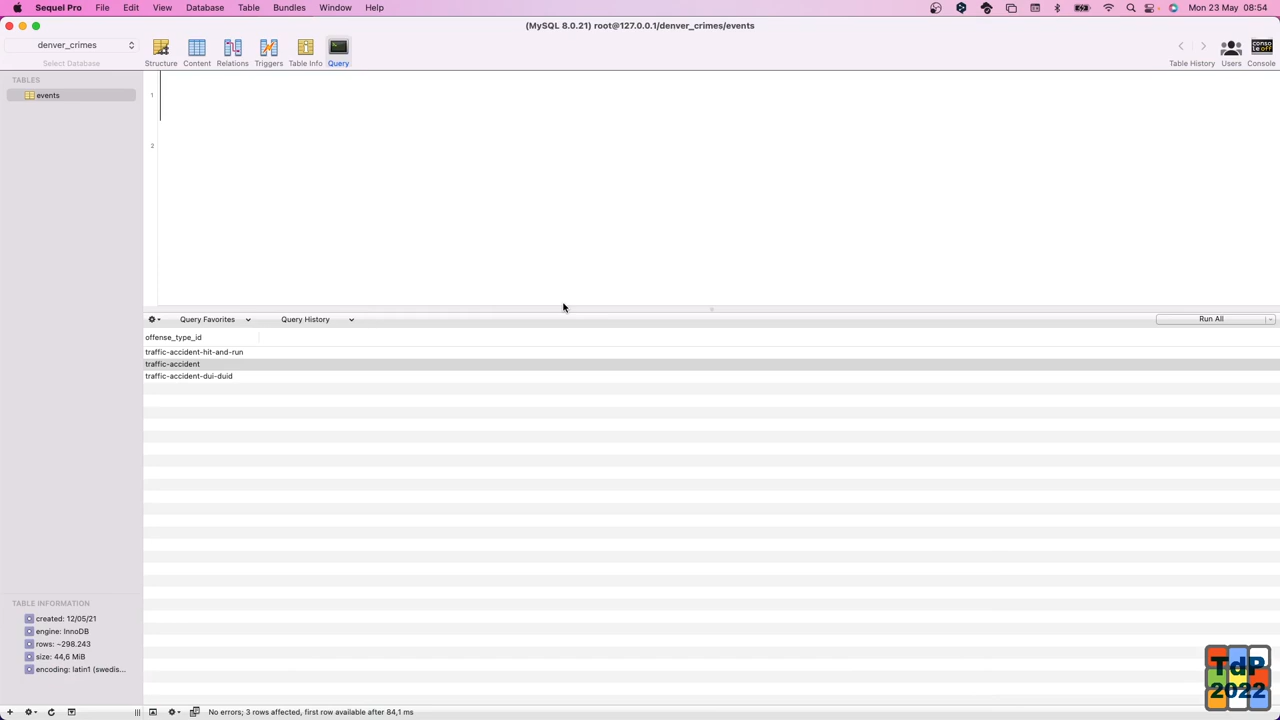 Sequel Pro File Edit View Database Table Bundles Window Help Mon 23 May 08:54
(MySQL 8.0.21) root@127.0.0.1/denver_crimes/events
denver_crimes
Select Database
Structure Content Relations Triggers Table Info Query
Table History Users Console
conso
le off
TABLES
events
1
2
Query Favorites Query History Run All
offense_type_id
traffic-accident-hit-and-run
traffic-accident
traffic-accident-dui-duid
TABLE INFORMATION
created: 12/05/21
engine: InnoDB
rows: ~298.243
size: 44,6 MiB
encoding: latin1 (swedis...
No errors; 3 rows affected, first row available after 84,1 ms
TdP
2022